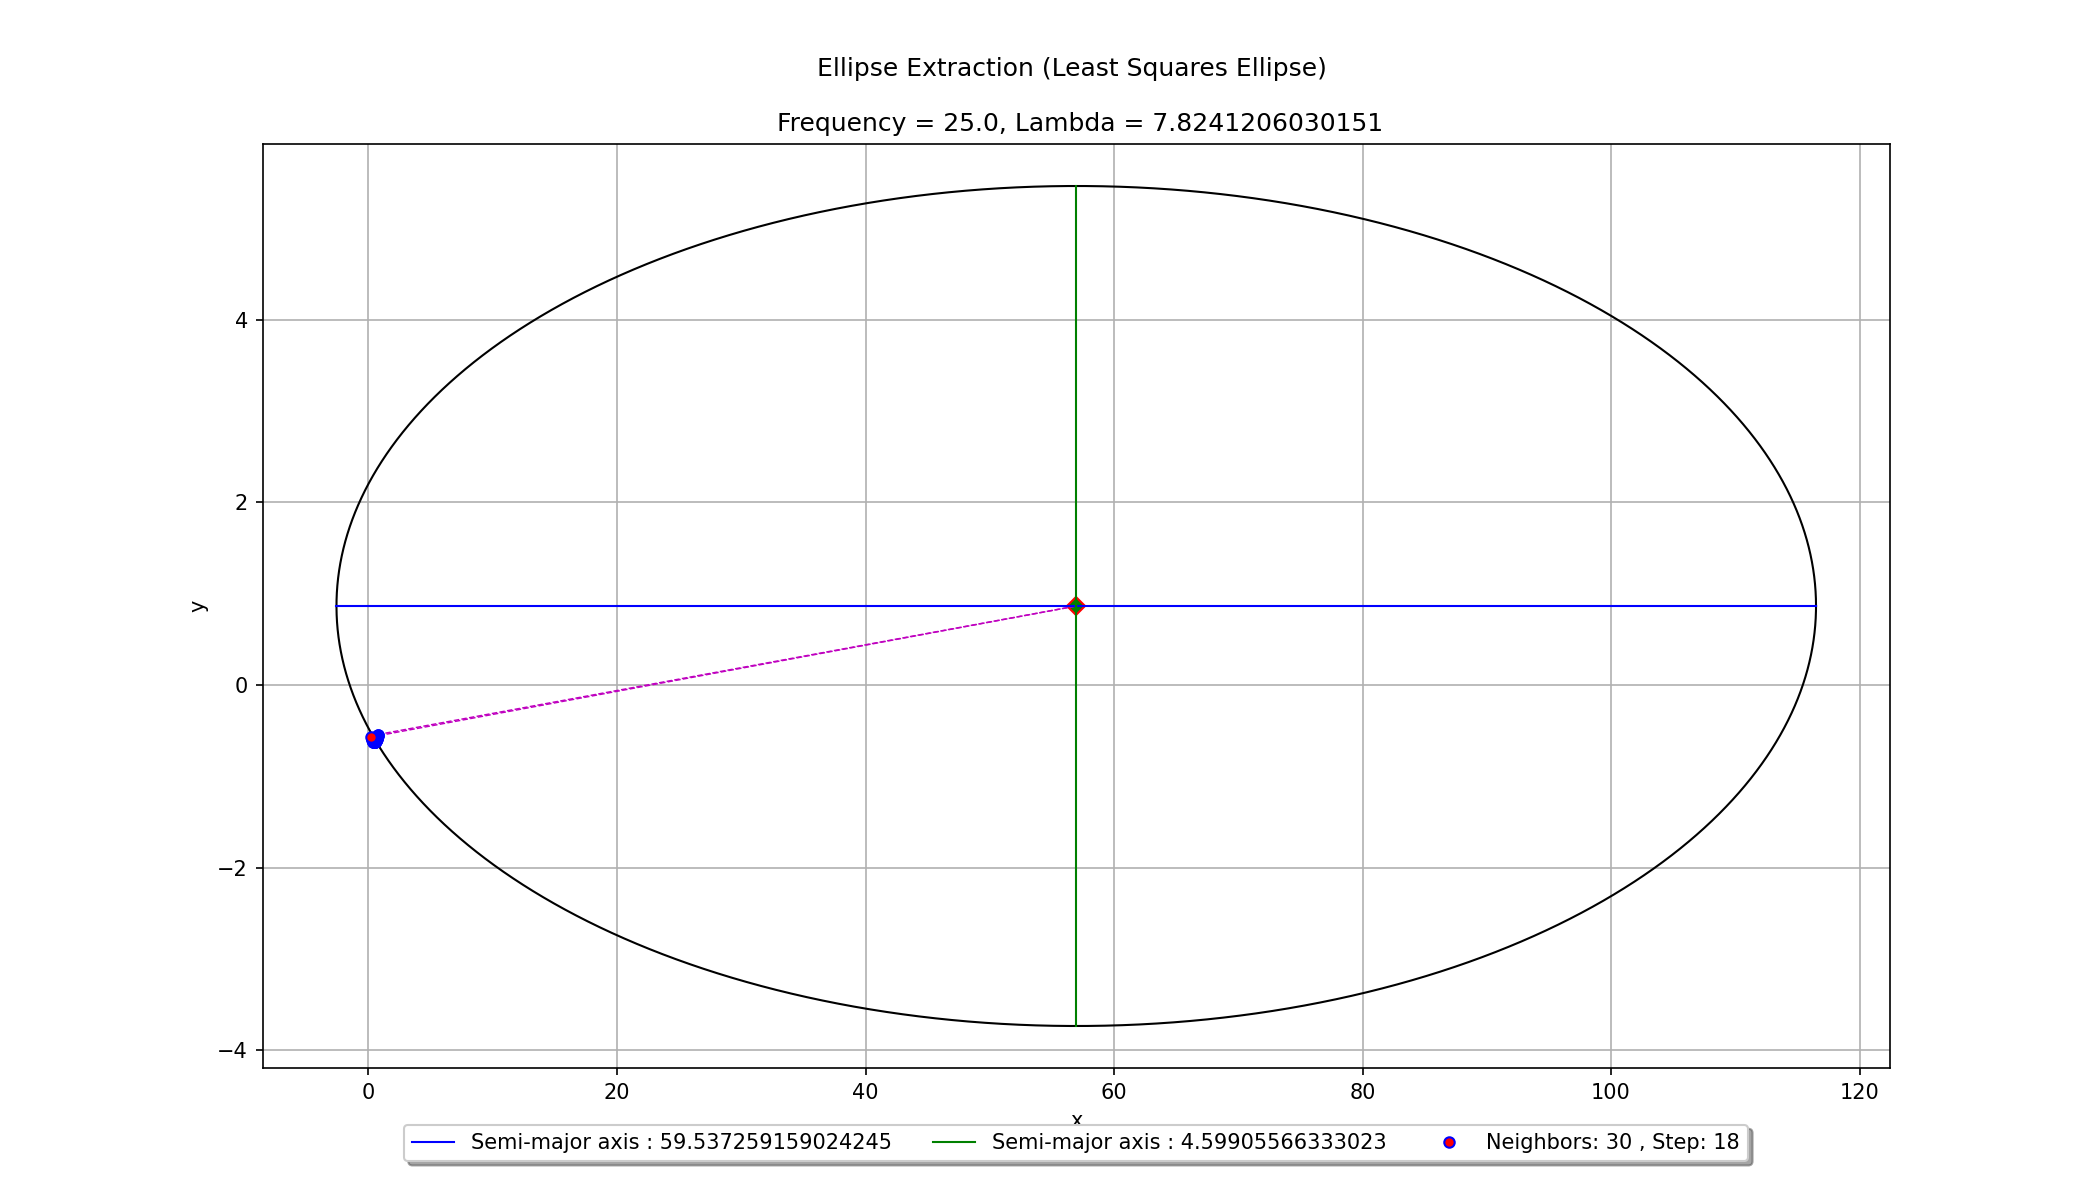 Ellipse Extraction (Least Squares Ellipse)
Frequency = 25.0, Lambda = 7.8241206030151
4
2
0
−2
−4
y
0 20 40 60 80 100 120
x
Semi-major axis : 59.537259159024245 Semi-major axis : 4.59905566333023 Neighbors: 30 , Step: 18